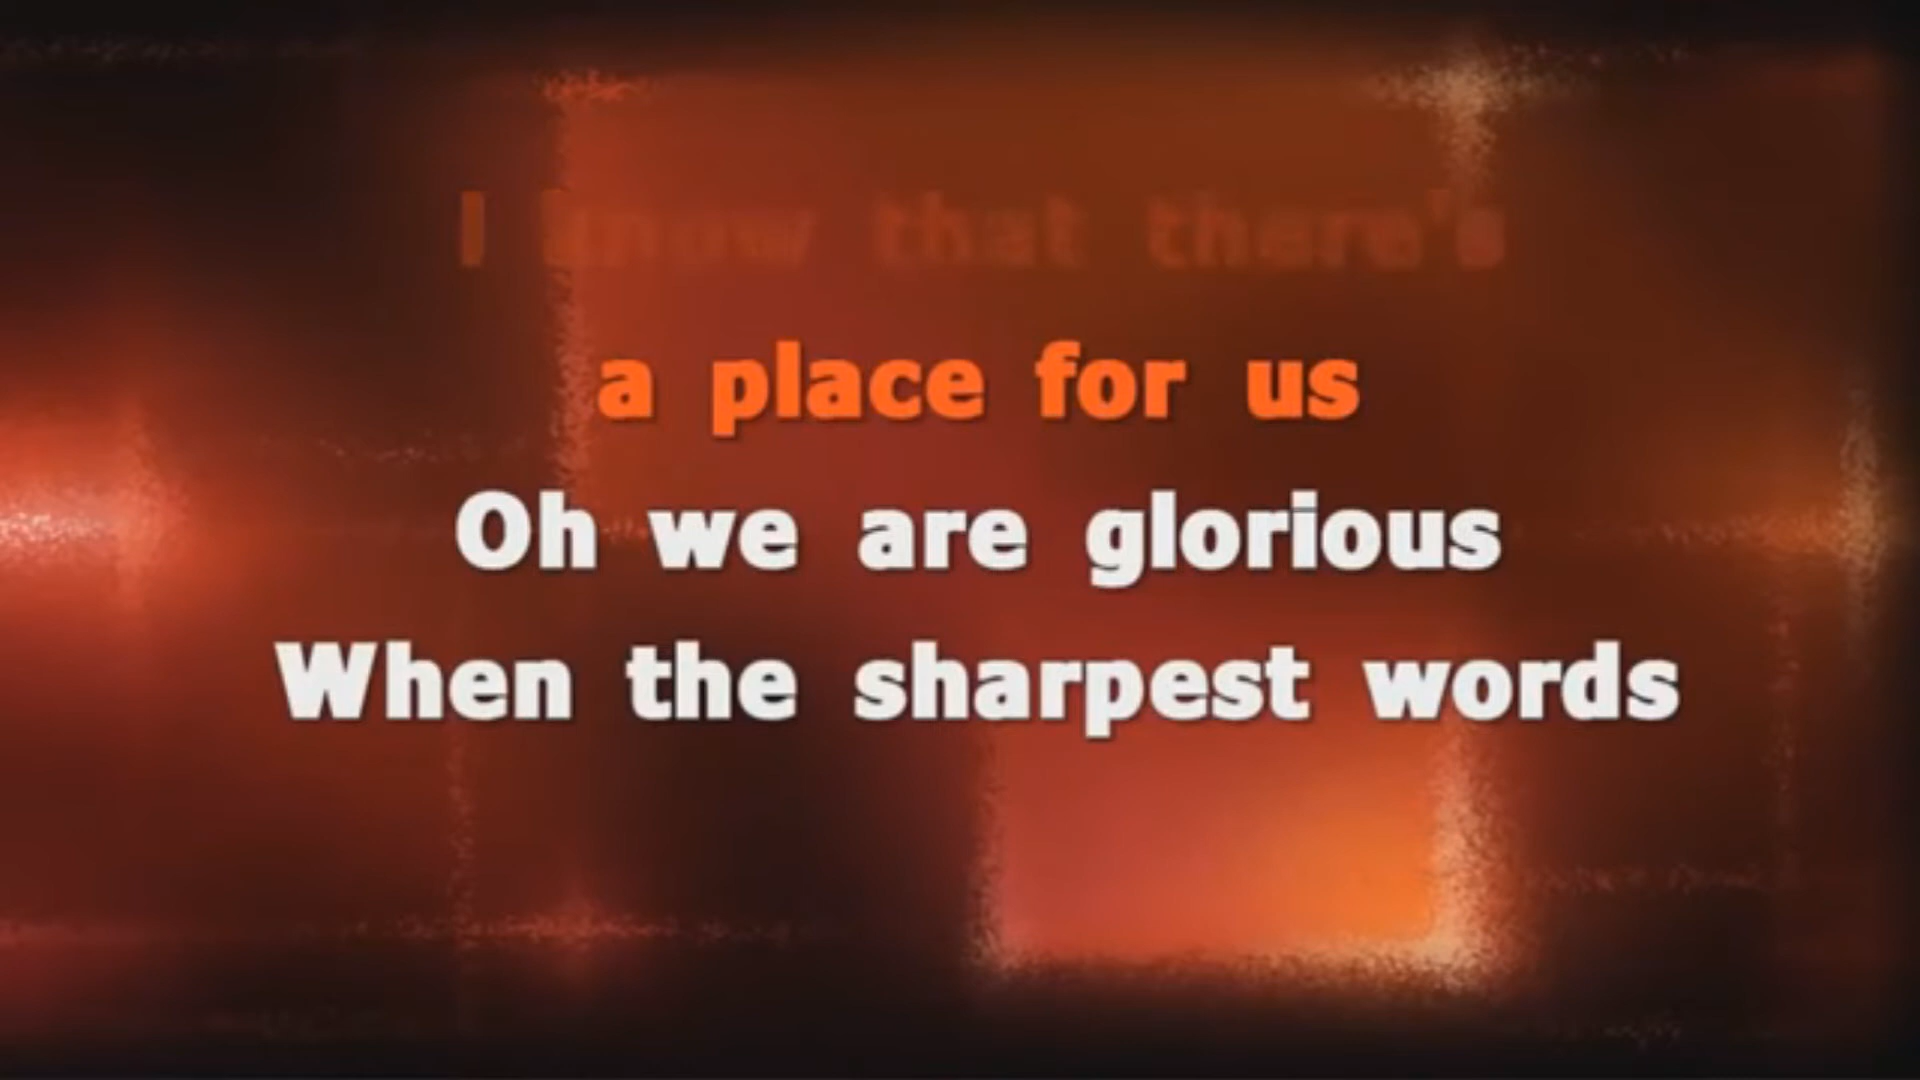 I know that there's
a place for us
Oh we are glorious
When the sharpest words